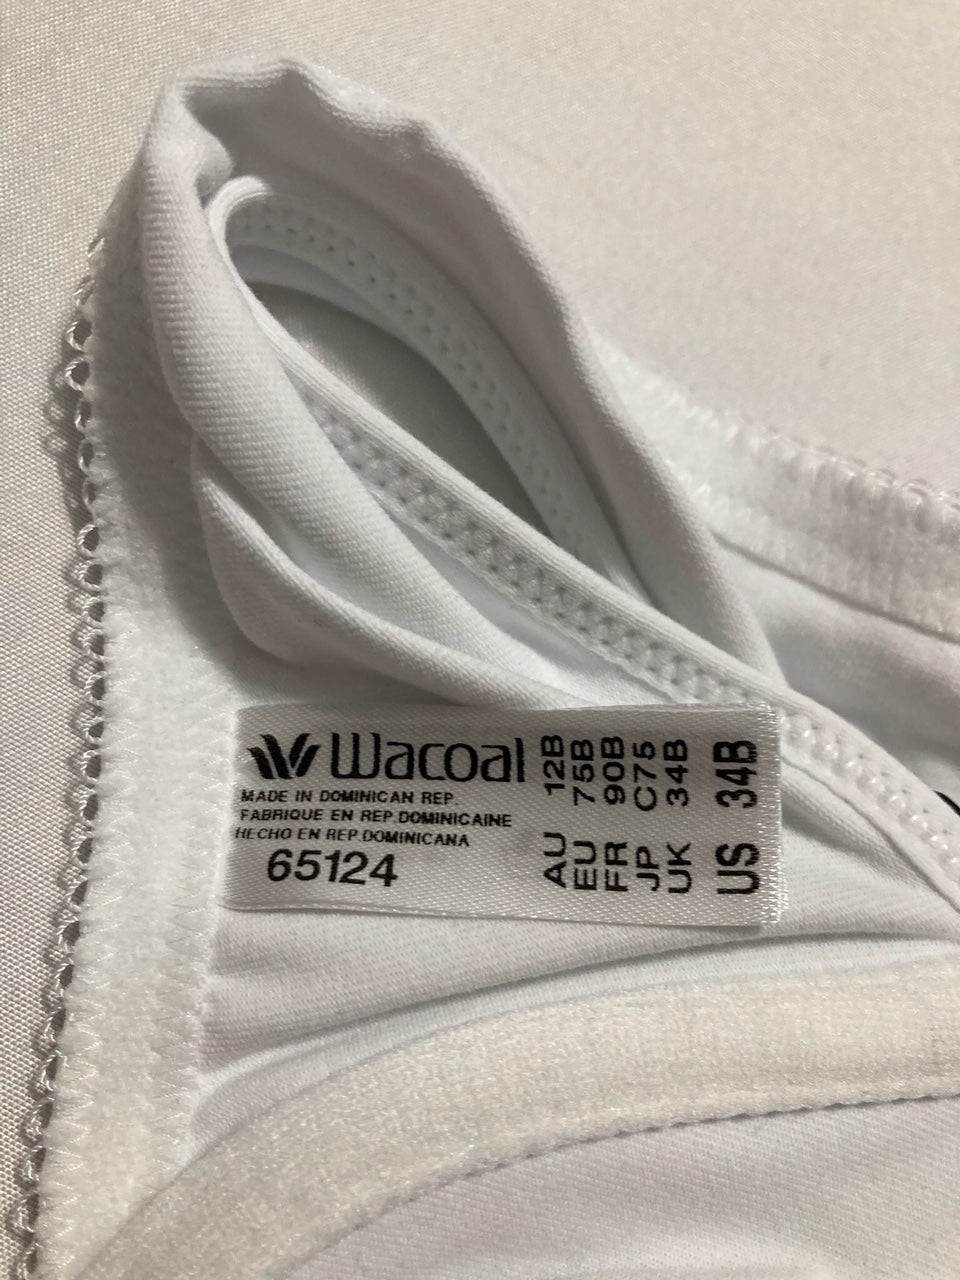 Wacoal
MADE IN DOMINICAN REP.
FABRIQUE EN REP.DOMINICAINE
HECHO EN REP.DOMINICANA
65124
AU 12B
EU 75B
FR 90B
JP C75
UK 34B
US 34B